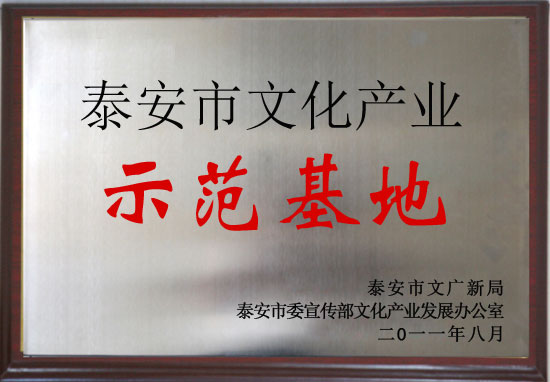 泰安市文化产业
示范基地
泰安市文广新局
泰安市委宣传部文化产业发展办公室
二0一一年八月